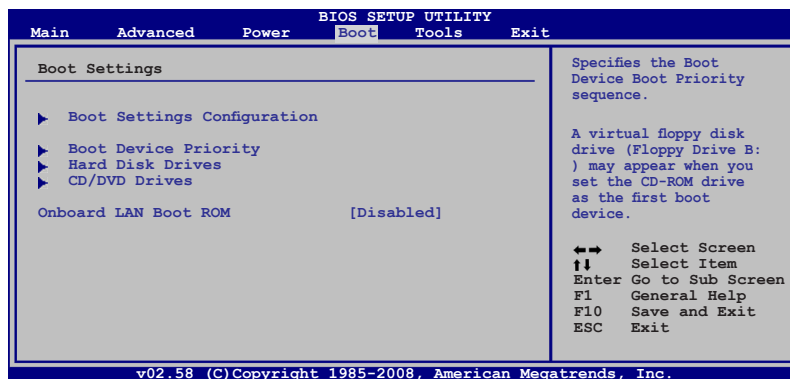 BIOS SETUP UTILITY
Main Advanced Power Boot Tools Exit
Boot Settings
Boot Settings Configuration
Boot Device Priority
Hard Disk Drives
CD/DVD Drives
Onboard LAN Boot ROM [Disabled]
Specifies the Boot
Device Boot Priority
sequence.
A virtual floppy disk
drive (Floppy Drive B:
) may appear when you
set the CD-ROM drive
as the first boot
device.
←→ Select Screen
↑↓ Select Item
Enter Go to Sub Screen
F1 General Help
F10 Save and Exit
ESC Exit
v02.58 (C)Copyright 1985-2008, American Megatrends, Inc.